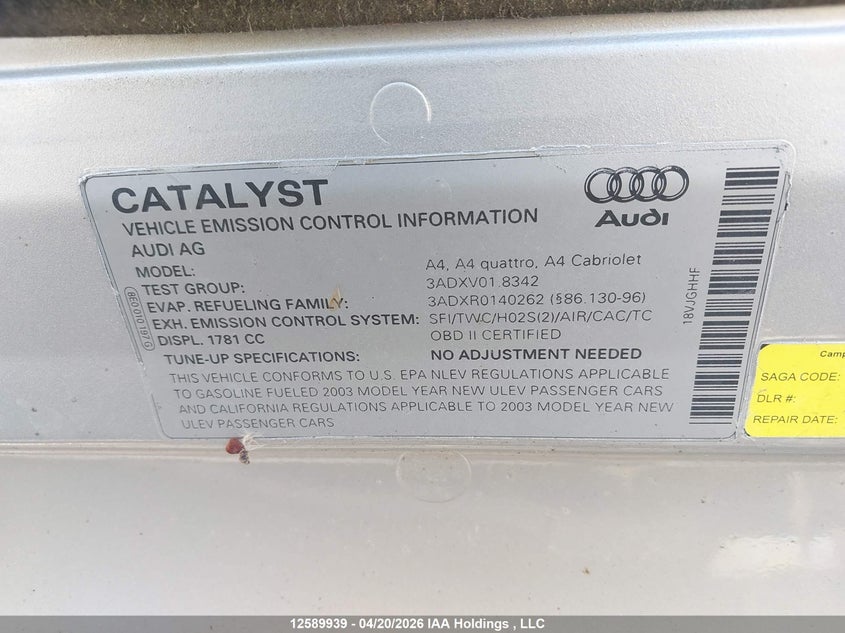 CATALYST
VEHICLE EMISSION CONTROL INFORMATION
AUDI AG
Audi
MODEL: A4, A4 quattro, A4 Cabriolet
TEST GROUP: 3ADXV01.8342
EVAP. REFUELING FAMILY: 3ADXR0140262 (§86.130-96)
EXH. EMISSION CONTROL SYSTEM: SFI/TWC/H02S(2)/AIR/CAC/TC
DISPL. 1781 CC OBD II CERTIFIED
TUNE-UP SPECIFICATIONS: NO ADJUSTMENT NEEDED
THIS VEHICLE CONFORMS TO U.S. EPA NLEV REGULATIONS APPLICABLE
TO GASOLINE FUELED 2003 MODEL YEAR NEW ULEV PASSENGER CARS
AND CALIFORNIA REGULATIONS APPLICABLE TO 2003 MODEL YEAR NEW
ULEV PASSENGER CARS
18VJGHHF
SAGA CODE:
DLR #:
REPAIR DATE:
12589939 - 04/20/2026 IAA Holdings , LLC